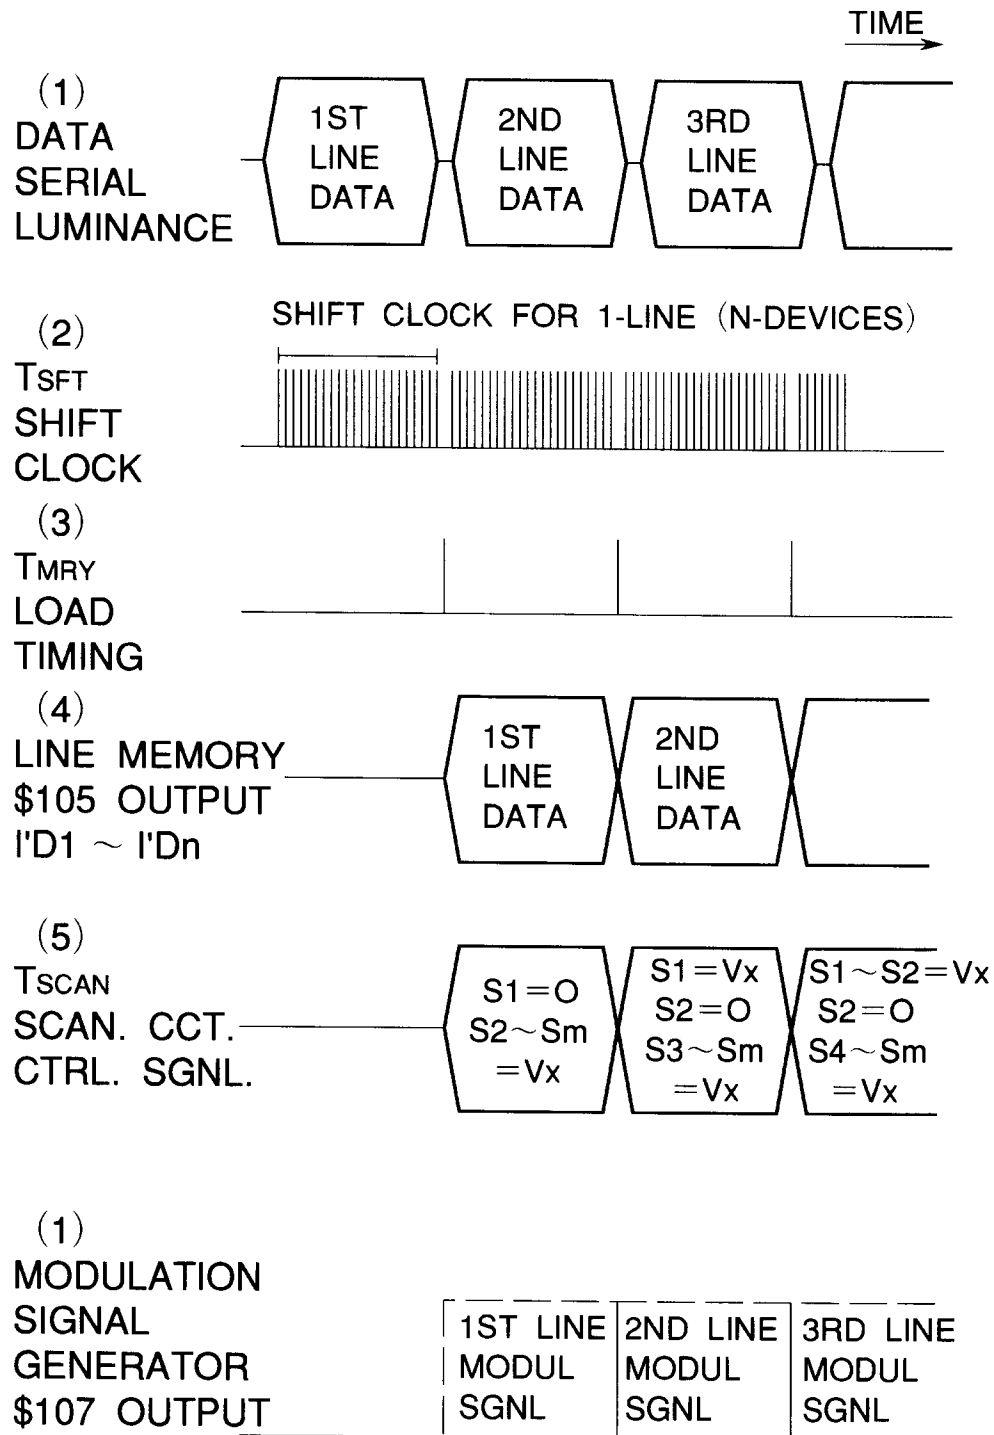 TIME
(1)
DATA
SERIAL
LUMINANCE
1ST
LINE
DATA
2ND
LINE
DATA
3RD
LINE
DATA
(2)
TSFT
SHIFT
CLOCK
SHIFT CLOCK FOR 1-LINE (N-DEVICES)
(3)
TMRY
LOAD
TIMING
(4)
LINE MEMORY
$105 OUTPUT
I'D1 ~ I'Dn
1ST
LINE
DATA
2ND
LINE
DATA
(5)
TSCAN
SCAN. CCT.
CTRL. SGNL.
S1=O
S2~Sm
=Vx
S1=Vx
S2=O
S3~Sm
=Vx
S1~S2=Vx
S2=O
S4~Sm
=Vx
(1)
MODULATION
SIGNAL
GENERATOR
$107 OUTPUT
1ST LINE
MODUL
SGNL
2ND LINE
MODUL
SGNL
3RD LINE
MODUL
SGNL